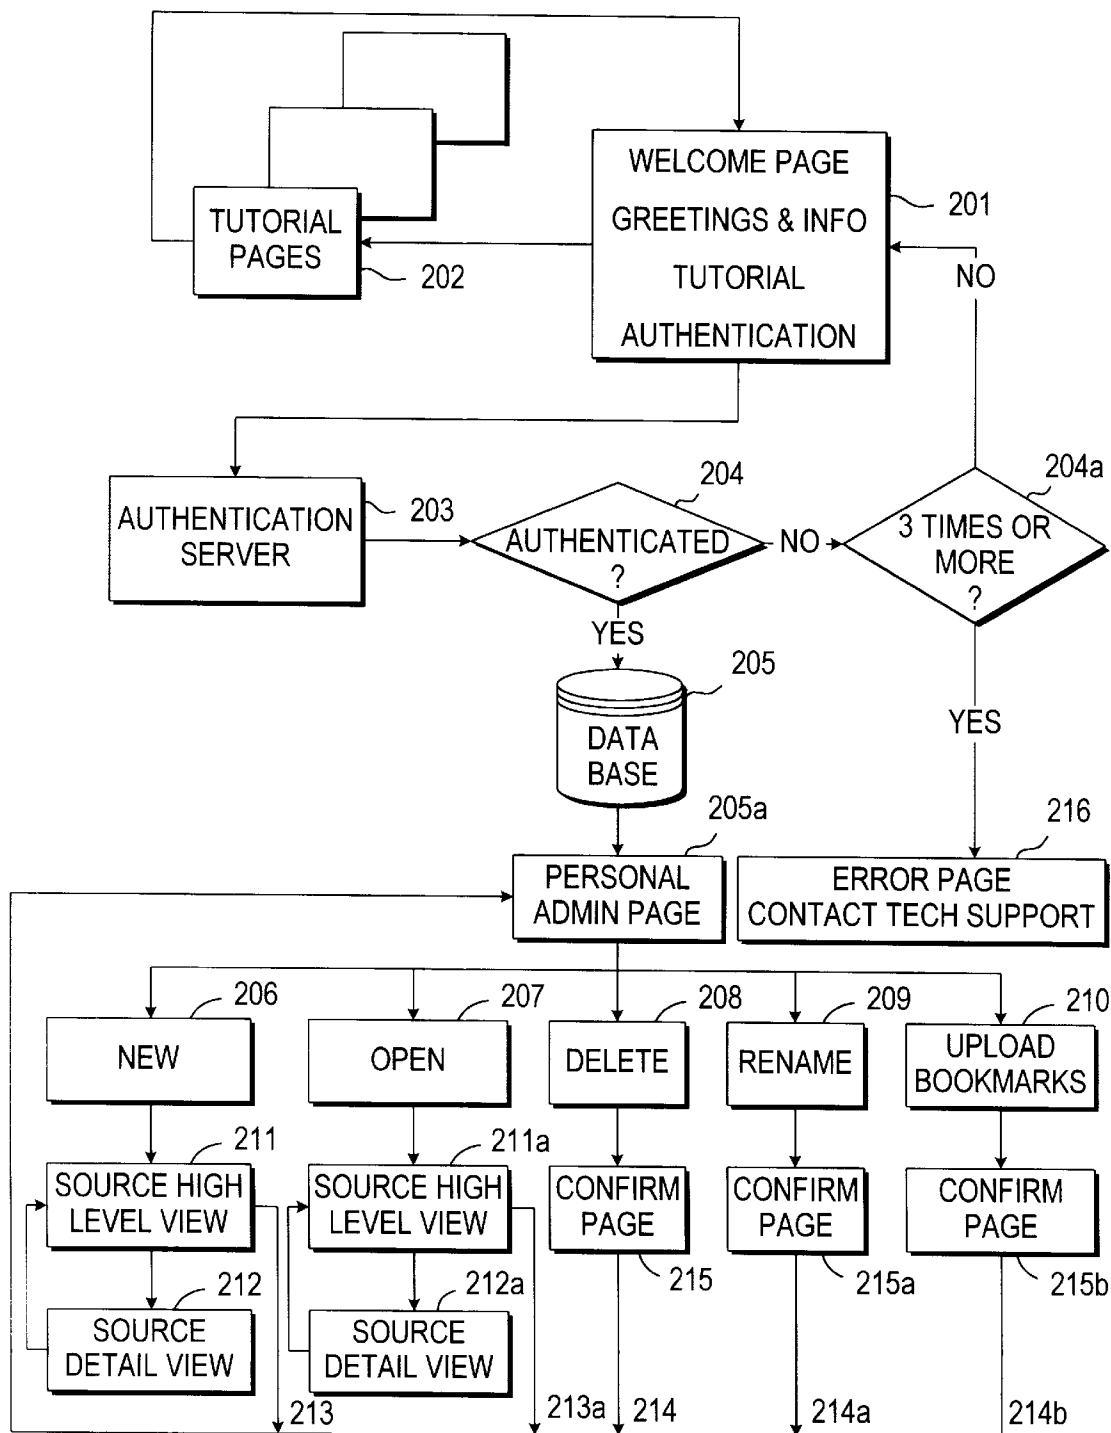 WELCOME PAGE
GREETINGS & INFO
TUTORIAL
AUTHENTICATION
201
TUTORIAL
PAGES
202
NO
AUTHENTICATION
SERVER
203
AUTHENTICATED
?
204
NO
3 TIMES OR
MORE
?
204a
YES
DATA
BASE
205
YES
PERSONAL
ADMIN PAGE
205a
ERROR PAGE
CONTACT TECH SUPPORT
216
NEW
206
OPEN
207
DELETE
208
RENAME
209
UPLOAD
BOOKMARKS
210
SOURCE HIGH
LEVEL VIEW
211
SOURCE HIGH
LEVEL VIEW
211a
CONFIRM
PAGE
215
CONFIRM
PAGE
215a
CONFIRM
PAGE
215b
SOURCE
DETAIL VIEW
212
SOURCE
DETAIL VIEW
212a
213
213a
214
214a
214b